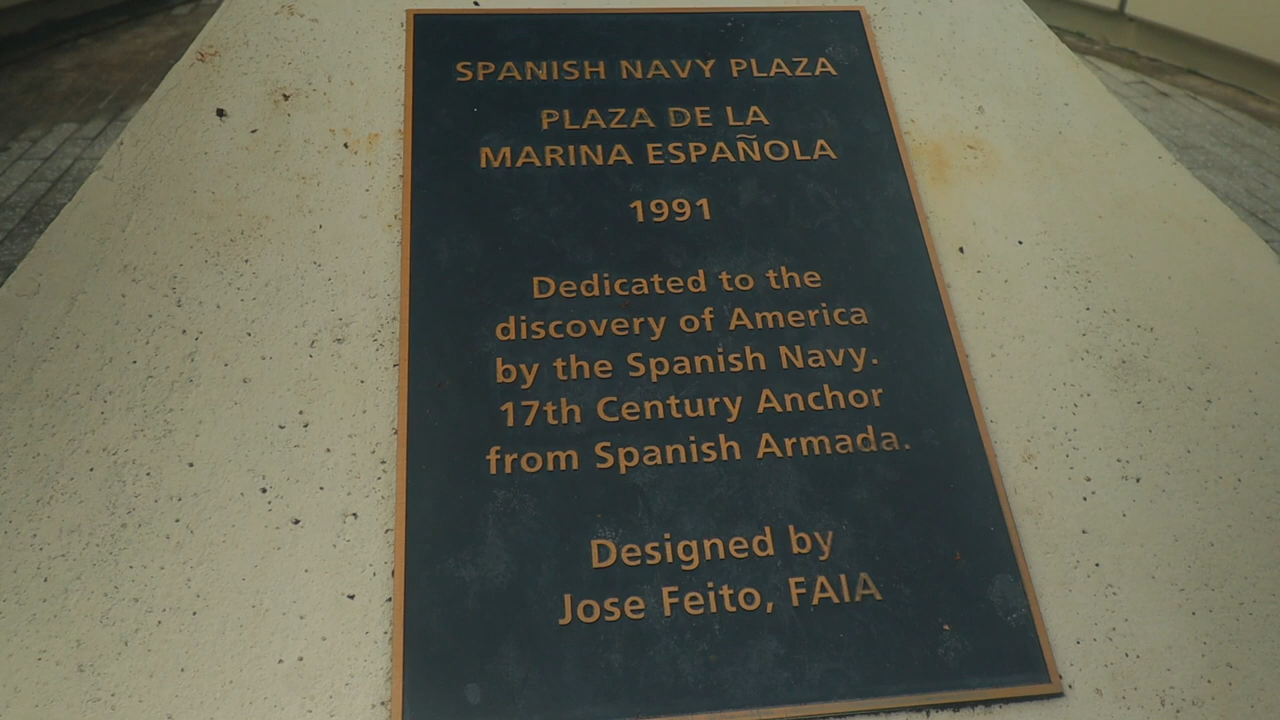 SPANISH NAVY PLAZA
PLAZA DE LA
MARINA ESPAÑOLA
1991
Dedicated to the
discovery of America
by the Spanish Navy.
17th Century Anchor
from Spanish Armada.
Designed by
Jose Feito, FAIA